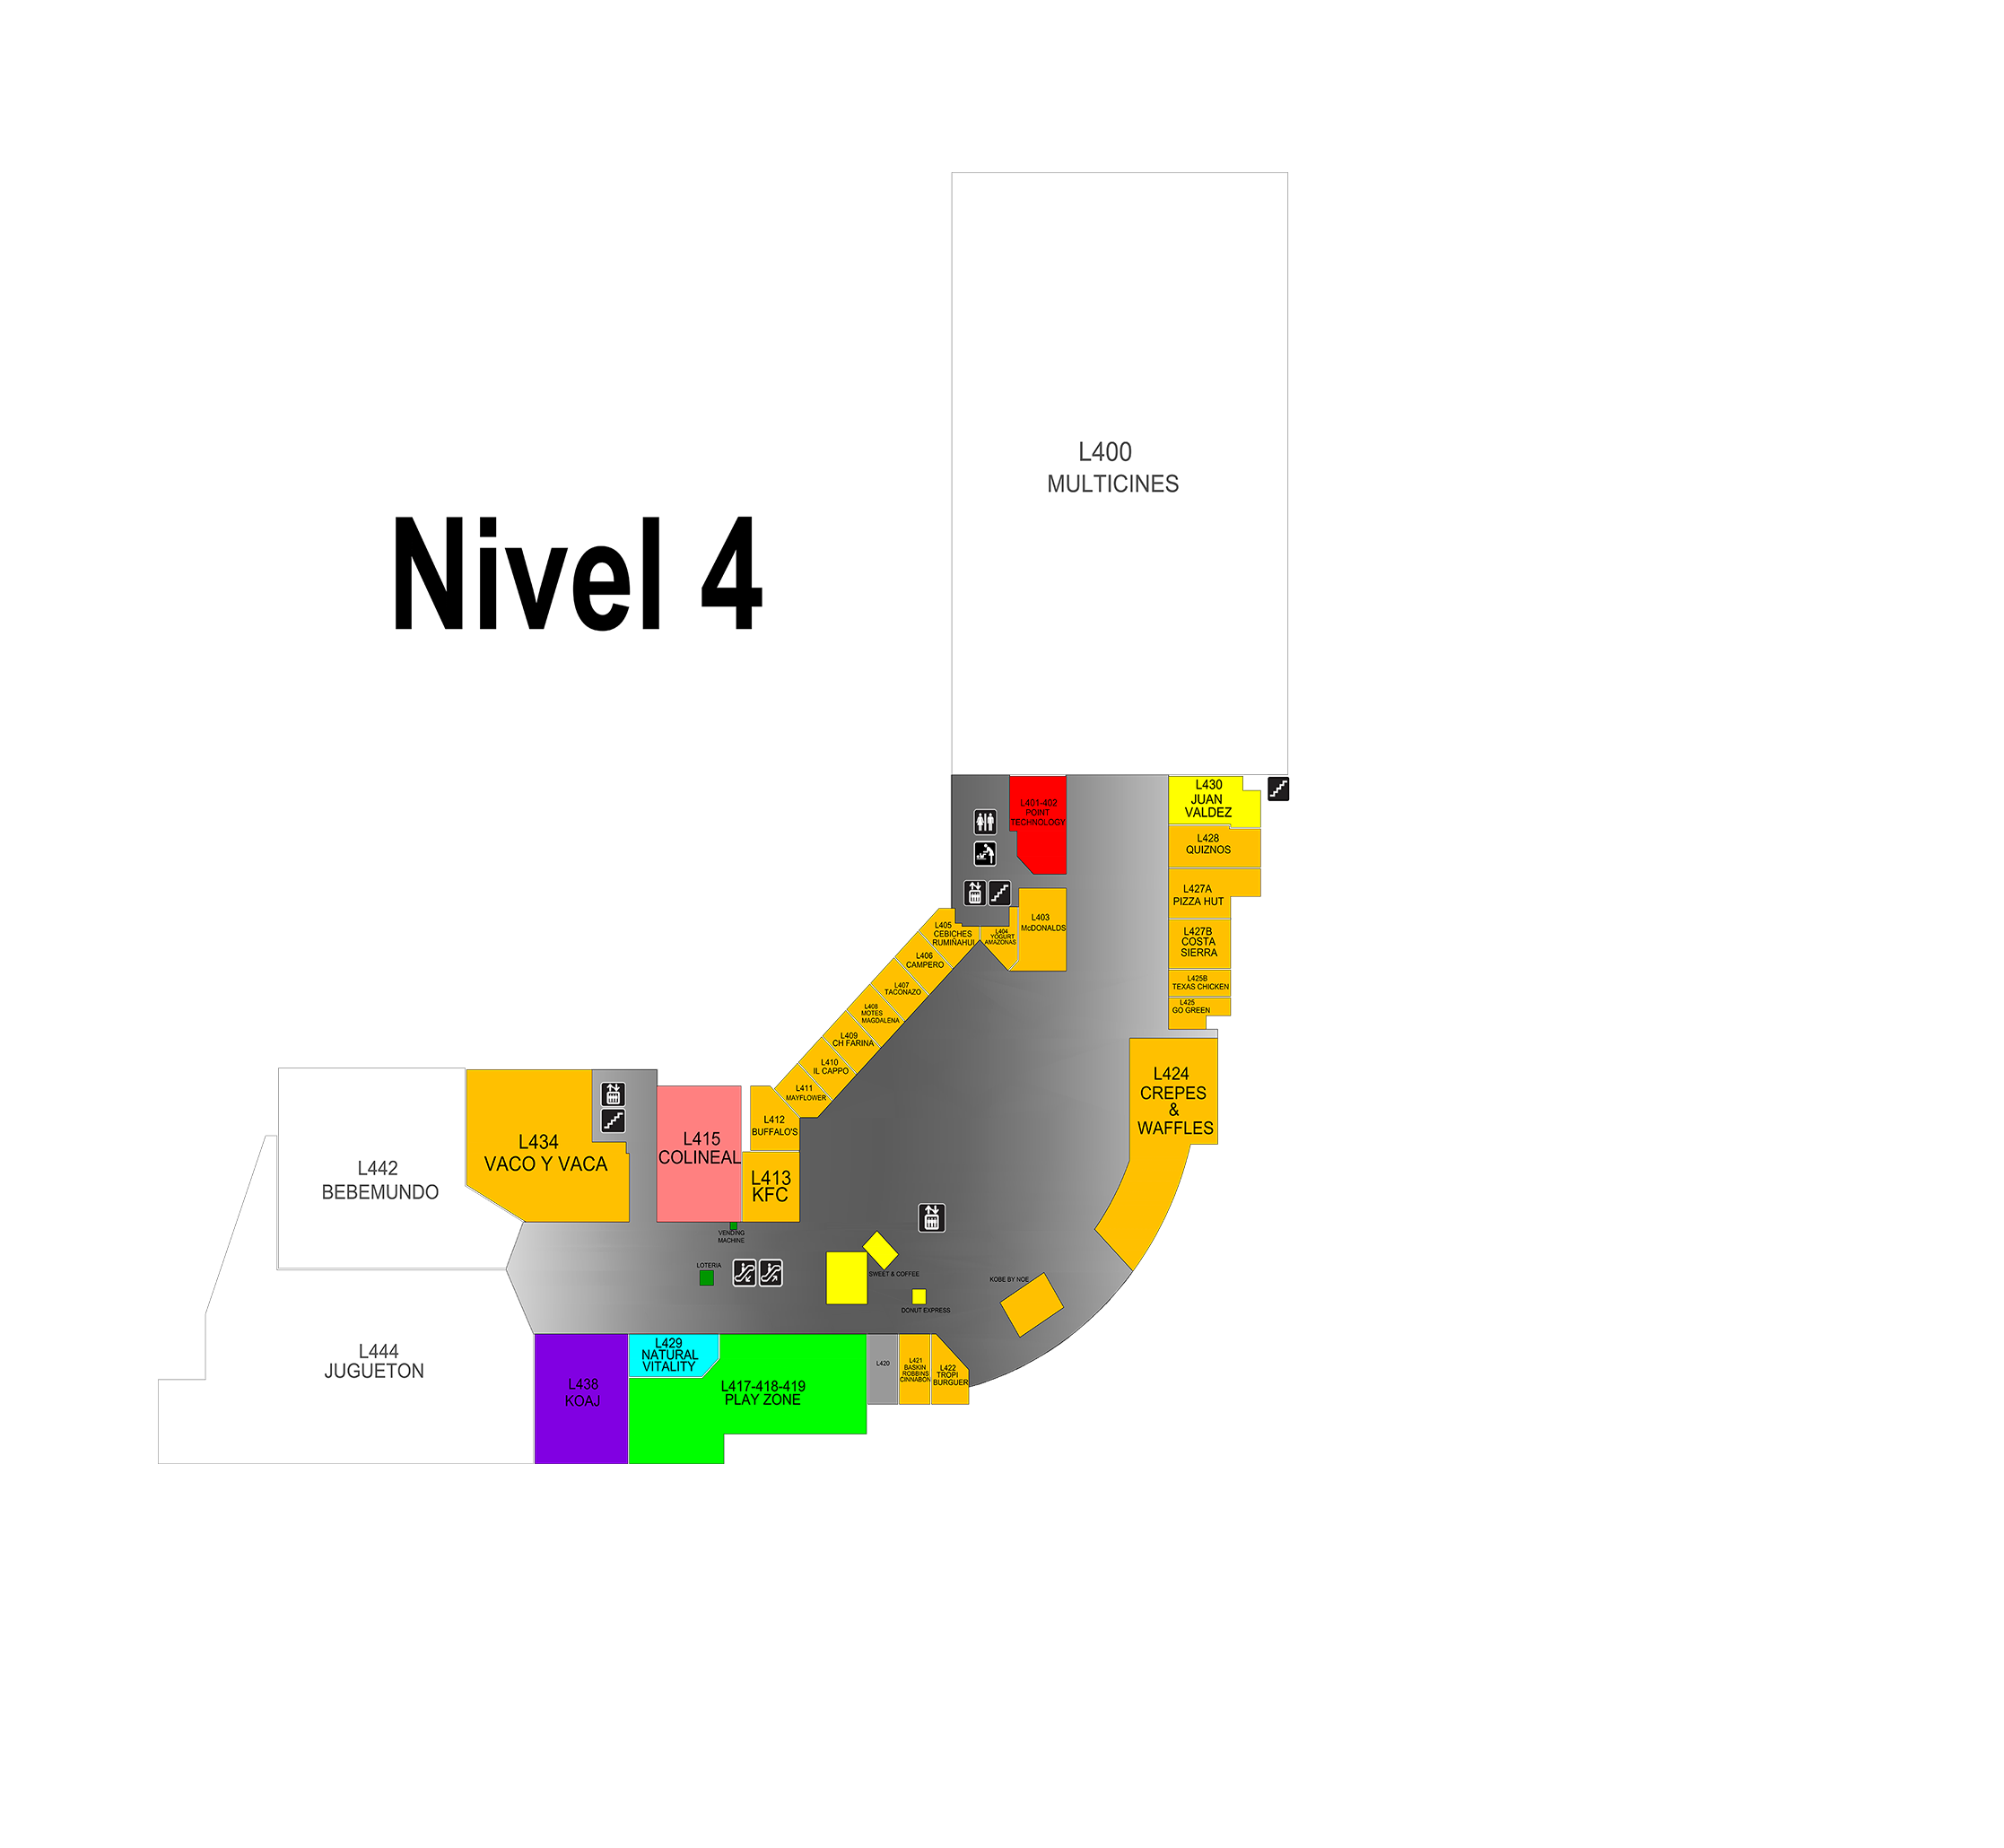 L400
MULTICINES
Nivel 4
L401-402
POINT
TECHNOLOGY
L430
JUAN
VALDEZ
L428
QUIZNOS
L427A
PIZZA HUT
L427B
COSTA
SIERRA
L425B
TEXAS CHICKEN
L425
GO GREEN
L403
McDONALDS
L404
YOGURT
AMAZONAS
L405
CEBICHES
RUMIÑAHUI
L406
CAMPERO
L407
TACONAZO
L408
MOTES
MAGDALENA
L409
CH FARINA
L410
IL CAPPO
L411
MAYFLOWER
L412
BUFFALO'S
L413
KFC
L415
COLINEAL
L434
VACO Y VACA
L442
BEBEMUNDO
L424
CREPES
&
WAFFLES
VENDING
MACHINE
LOTERIA
SWEET & COFFEE
DONUT EXPRESS
KOBE BY NOE
L444
JUGUETON
L438
KOAJ
L429
NATURAL
VITALITY
L417-418-419
PLAY ZONE
L420
L421
BASKIN
ROBBINS
CINNABON
L422
TROPI
BURGUER